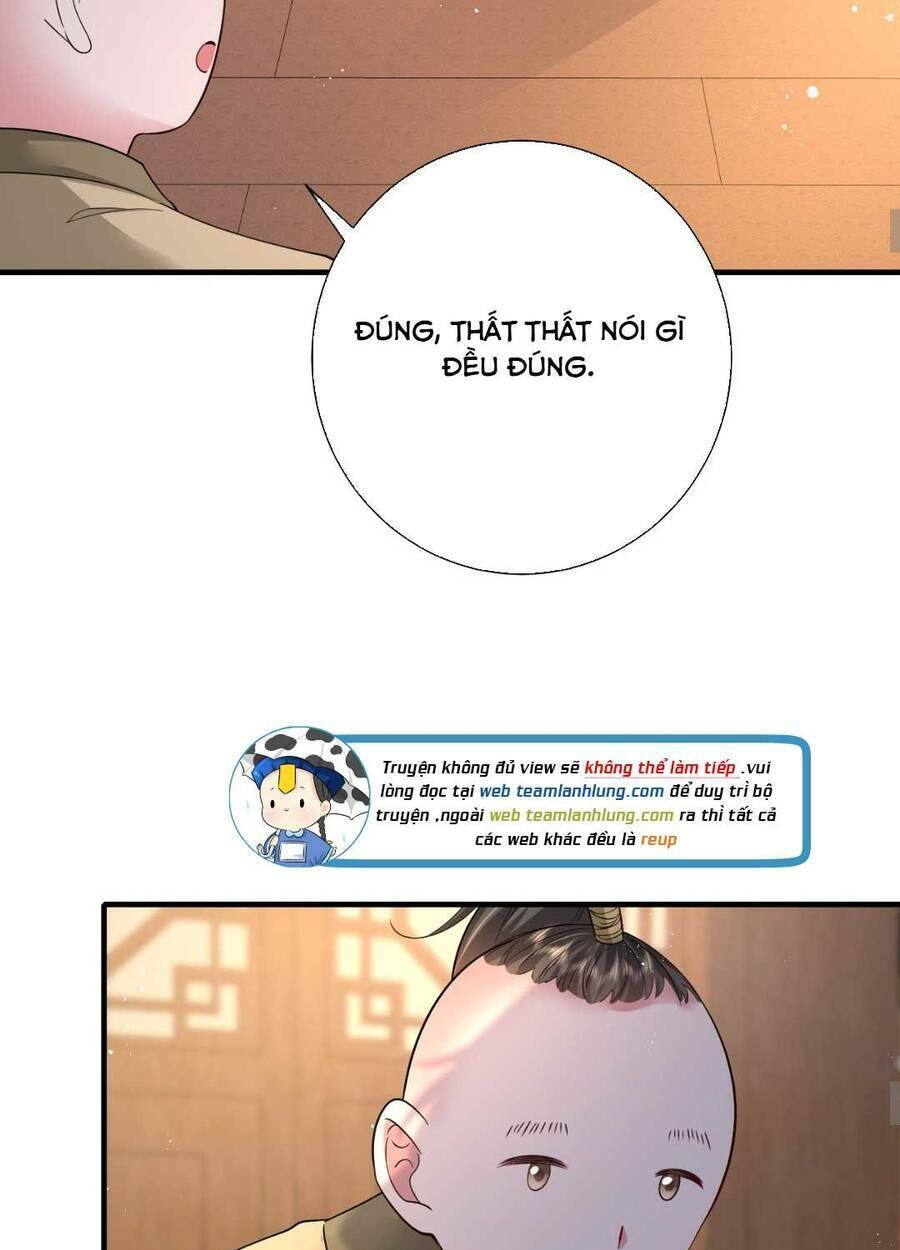 ĐÚNG, THẤT THẤT NÓI GÌ
ĐỀU ĐÚNG.
Truyện không đủ view sẽ không thể làm tiếp .vui
lòng đọc tại web teamlanhlung.com để duy trì bộ
truyện ,ngoài web teamlanhlung.com ra thì tất cả
các web khác đều là reup